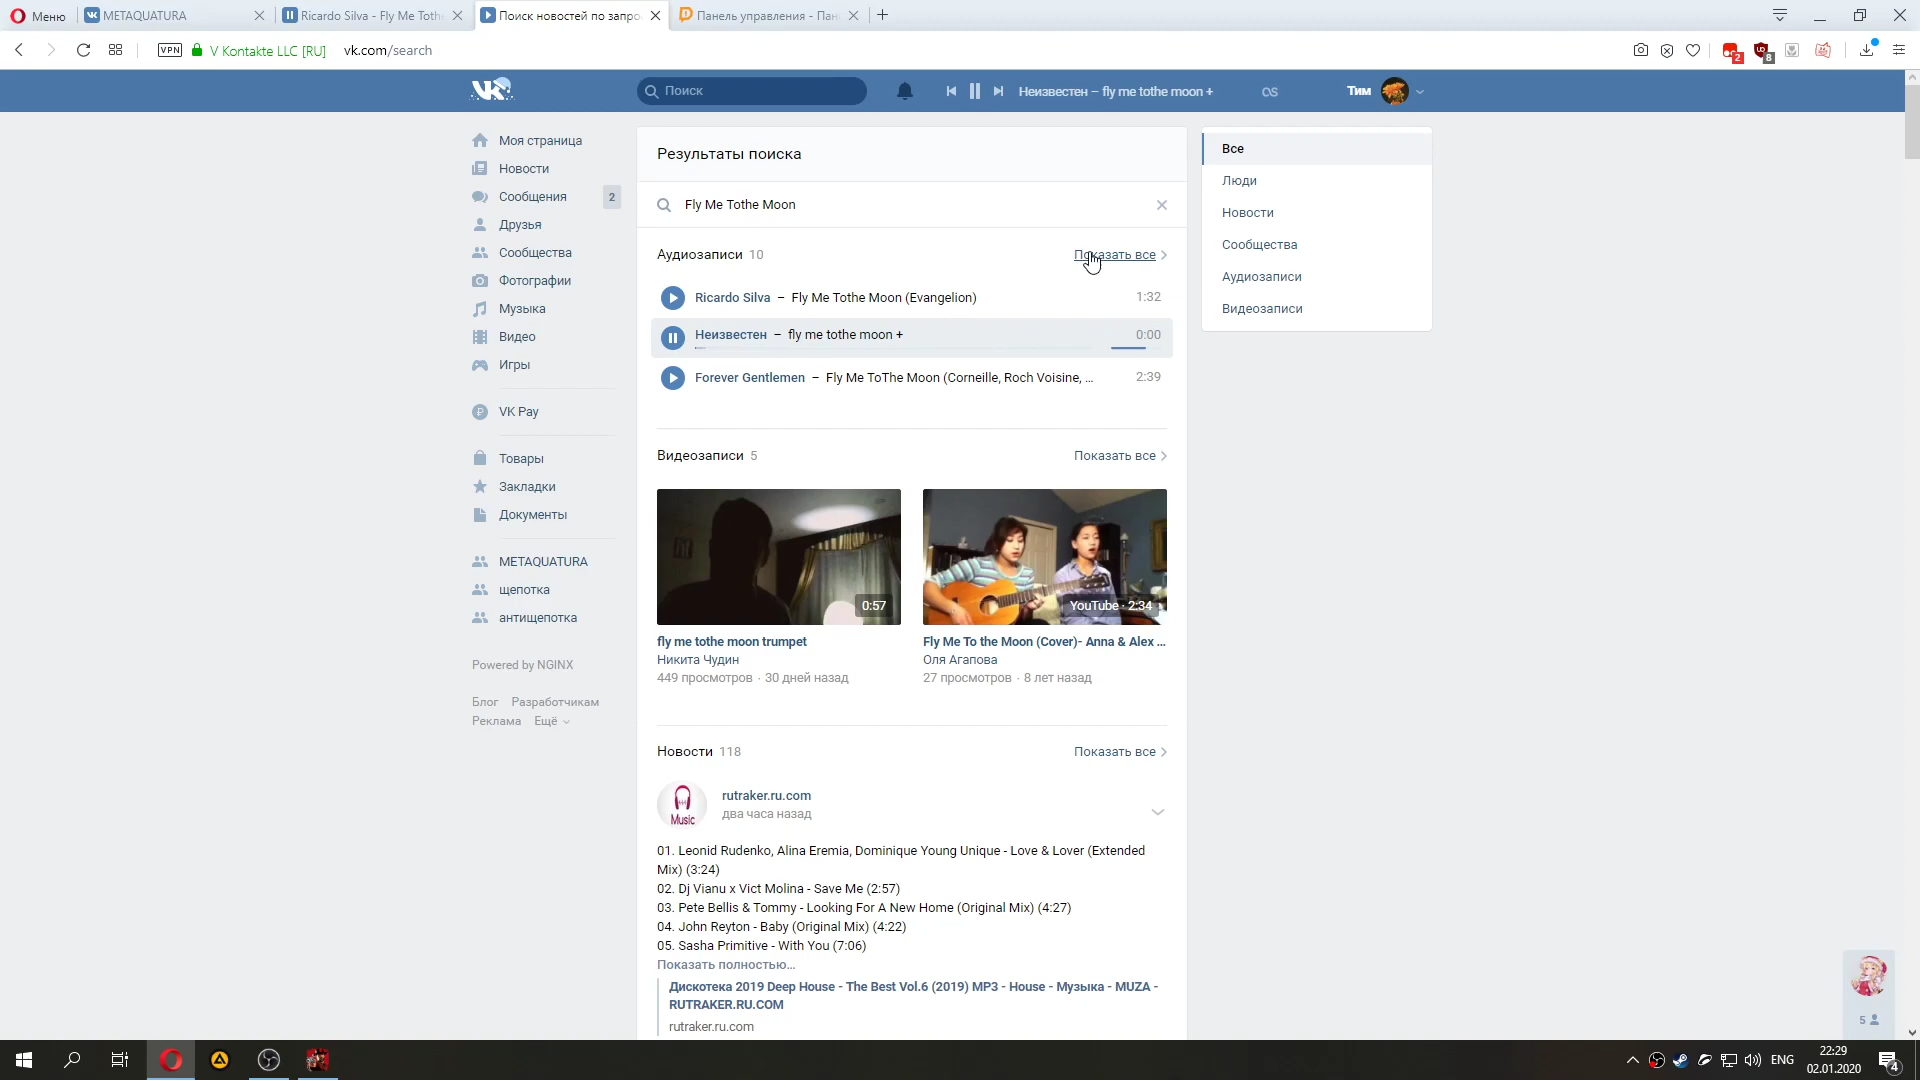 Меню
METAQUATURA
Ricardo Silva - Fly Me Toth
Поиск новостей по запро
Панель управления - Пан
VPN
V Kontakte LLC [RU]
vk.com/search
2
8
Поиск
Неизвестен – fly me tothe moon +
Тим
Моя страница
Новости
Сообщения
2
Друзья
Сообщества
Фотографии
Музыка
Видео
Игры
VK Pay
Товары
Закладки
Документы
METAQUATURA
щепотка
антищепотка
Powered by NGINX
Блог Разработчикам
Реклама Ещё
Результаты поиска
Fly Me Tothe Moon
Аудиозаписи 10
Показать все
Ricardo Silva – Fly Me Tothe Moon (Evangelion)
1:32
Неизвестен – fly me tothe moon +
0:00
Forever Gentlemen – Fly Me ToThe Moon (Corneille, Roch Voisine, ...
2:39
Видеозаписи 5
Показать все
0:57
YouTube · 2:34
fly me tothe moon trumpet
Никита Чудин
449 просмотров · 30 дней назад
Fly Me To the Moon (Cover)- Anna & Alex ...
Оля Агапова
27 просмотров · 8 лет назад
Новости 118
Показать все
Music
rutraker.ru.com
два часа назад
01. Leonid Rudenko, Alina Eremia, Dominique Young Unique - Love & Lover (Extended
Mix) (3:24)
02. Dj Vianu x Vict Molina - Save Me (2:57)
03. Pete Bellis & Tommy - Looking For A New Home (Original Mix) (4:27)
04. John Reyton - Baby (Original Mix) (4:22)
05. Sasha Primitive - With You (7:06)
Показать полностью...
Дискотека 2019 Deep House - The Best Vol.6 (2019) MP3 - House - Музыка - MUZA -
RUTRAKER.RU.COM
rutraker.ru.com
Все
Люди
Новости
Сообщества
Аудиозаписи
Видеозаписи
5
ENG
22:29
02.01.2020
4